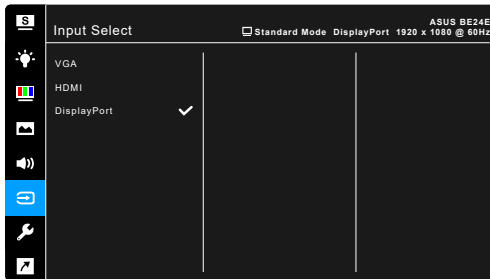 S
Input Select
ASUS BE24E
Standard Mode DisplayPort 1920 x 1080 @ 60Hz
VGA
HDMI
DisplayPort